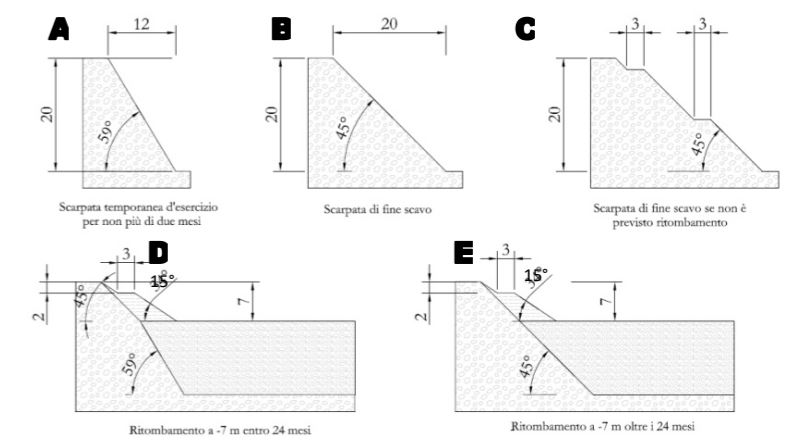 A
12
20
59°
Scarpata temporanea d'esercizio
per non più di due mesi
B
20
20
45°
Scarpata di fine scavo
C
3
3
20
45°
Scarpata di fine scavo se non è
previsto ritombamento
D
3
15°
45°
2
7
59°
Ritombamento a -7 m entro 24 mesi
E
3
15°
2
7
45°
Ritombamento a -7 m oltre i 24 mesi